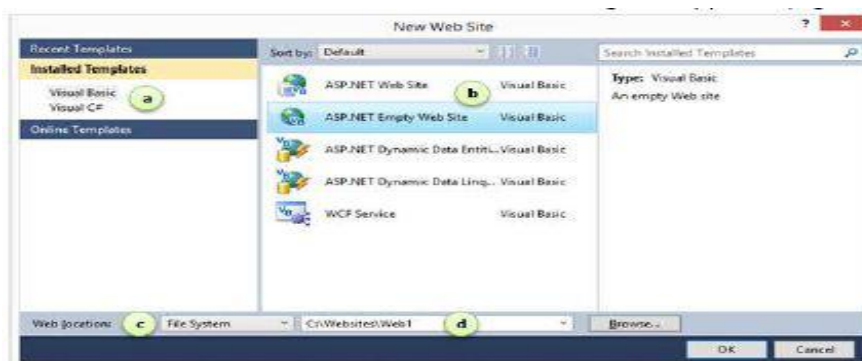 New Web Site
?
Recent Templates
Installed Templates
Visual Basic
Visual C#
a
Online Templates
Sort by: Default
Search Installed Templates
ASP.NET Web Site Visual Basic
b
ASP.NET Empty Web Site Visual Basic
ASP.NET Dynamic Data Entiti... Visual Basic
ASP.NET Dynamic Data Linq... Visual Basic
WCF Service Visual Basic
Type: Visual Basic
An empty Web site
Web location: c File System C:\Websites\Web1 d Browse...
OK Cancel